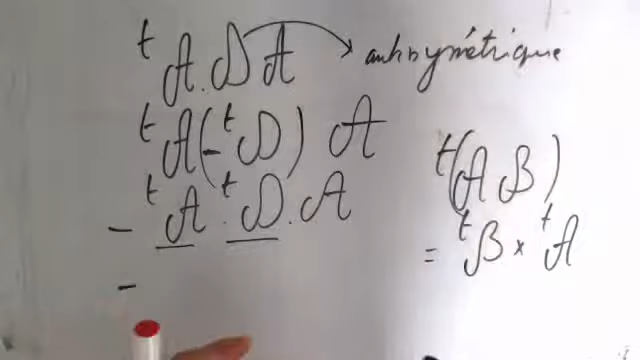 ᵗA.DA → antisymétrique
ᵗA(-ᵗD) A
- ᵗA.ᵗD.A
-
ᵗ(AB)
= ᵗB × ᵗA